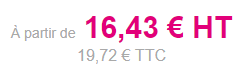 À partir de 16,43 € HT
19,72 € TTC